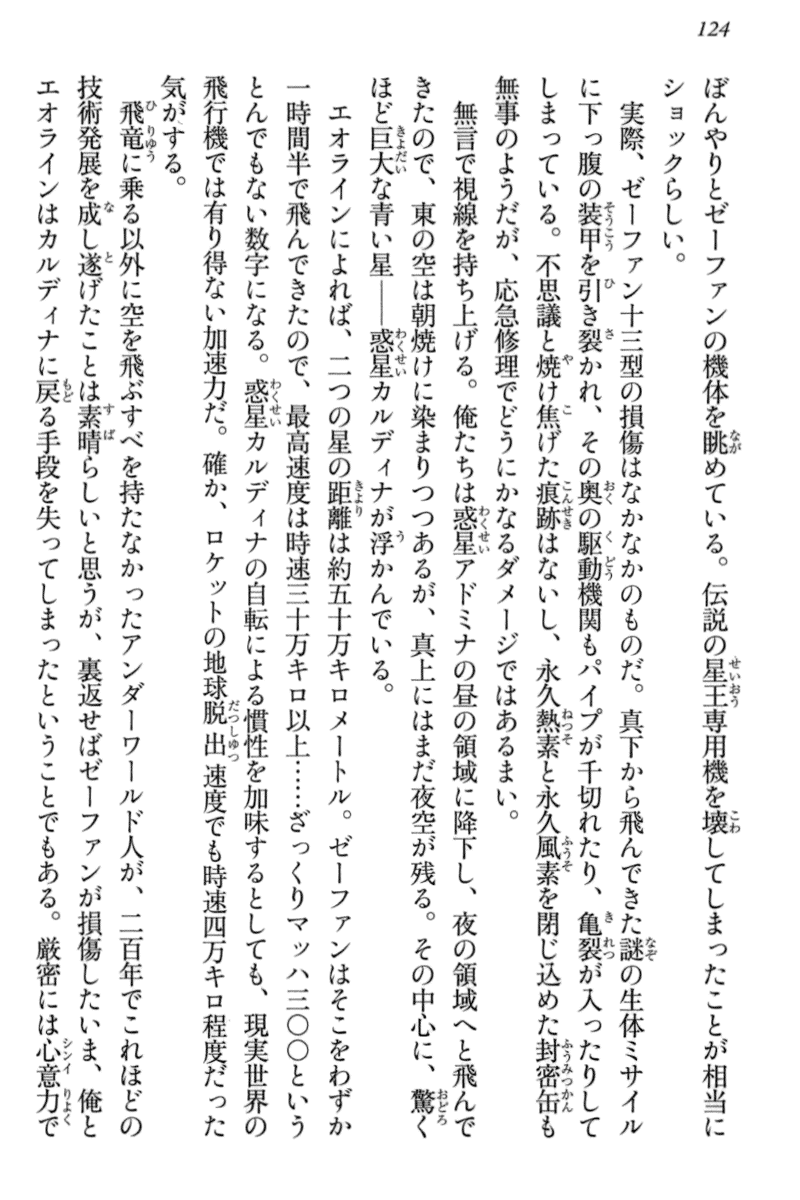 124
ぼんやりとゼーファンの機体を眺めている。伝説の星王専用機を壊してしまったことが相当に
ショックらしい。
実際、ゼーファン十三型の損傷はなかなかのものだ。真下から飛んできた謎の生体ミサイル
に下っ腹の装甲を引き裂かれ、その奥の駆動機関もパイプが千切れたり、亀裂が入ったりして
しまっている。不思議と焼け焦げた痕跡はないし、永久熱素と永久風素を閉じ込めた封密缶も
無事のようだが、応急修理でどうにかなるダメージではあるまい。
無言で視線を持ち上げる。俺たちは惑星アドミナの昼の領域に降下し、夜の領域へと飛んで
きたので、東の空は朝焼けに染まりつつあるが、真上にはまだ夜空が残る。その中心に、驚く
ほど巨大な青い星――惑星カルディナが浮かんでいる。
エオラインによれば、二つの星の距離は約五十万キロメートル。ゼーファンはそこをわずか
一時間半で飛んできたので、最高速度は時速三十万キロ以上……ざっくりマッハ三〇〇という
とんでもない数字になる。惑星カルディナの自転による慣性を加味するとしても、現実世界の
飛行機では有り得ない加速力だ。確か、ロケットの地球脱出速度でも時速四万キロ程度だった
気がする。
飛竜に乗る以外に空を飛ぶすべを持たなかったアンダーワールド人が、二百年でこれほどの
技術発展を成し遂げたことは素晴らしいと思うが、裏返せばゼーファンが損傷したいま、俺と
エオラインはカルディナに戻る手段を失ってしまったということでもある。厳密には心意力で